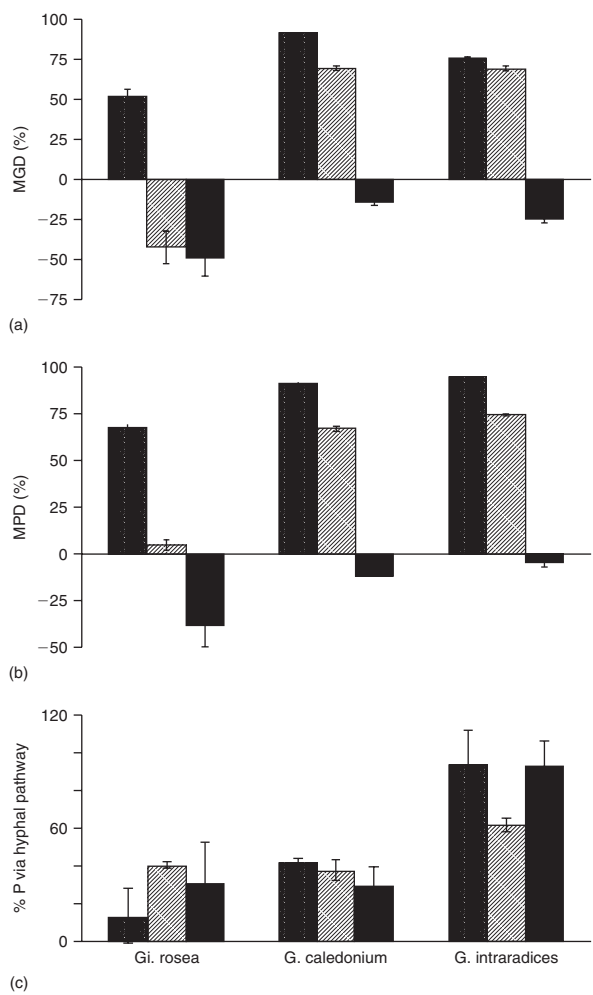 100
75
50
25
0
−25
−50
−75
MGD (%)
(a)
100
75
50
25
0
−25
−50
MPD (%)
(b)
120
60
0
% P via hyphal pathway
Gi. rosea G. caledonium G. intraradices
(c)